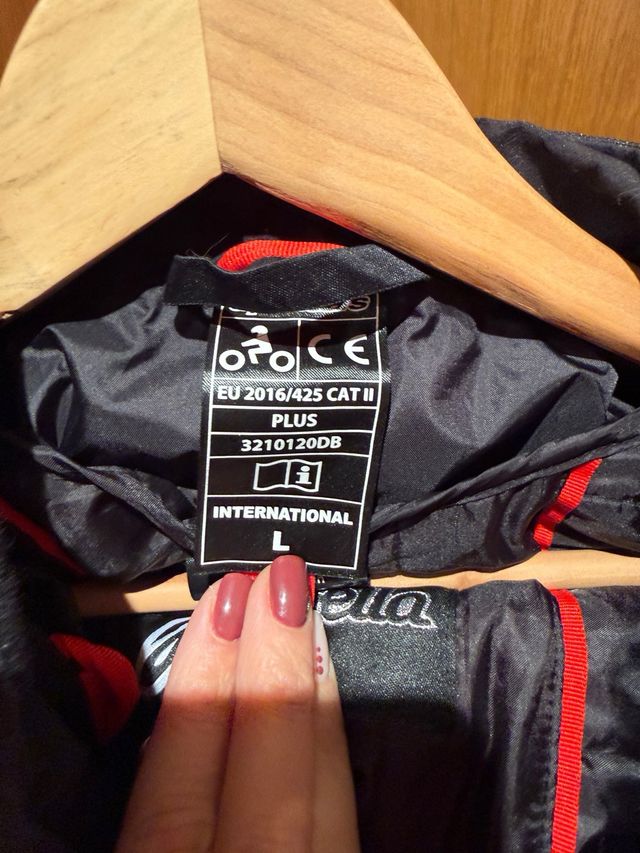 CE
EU 2016/425 CAT II
PLUS
3210120DB
i
INTERNATIONAL
L